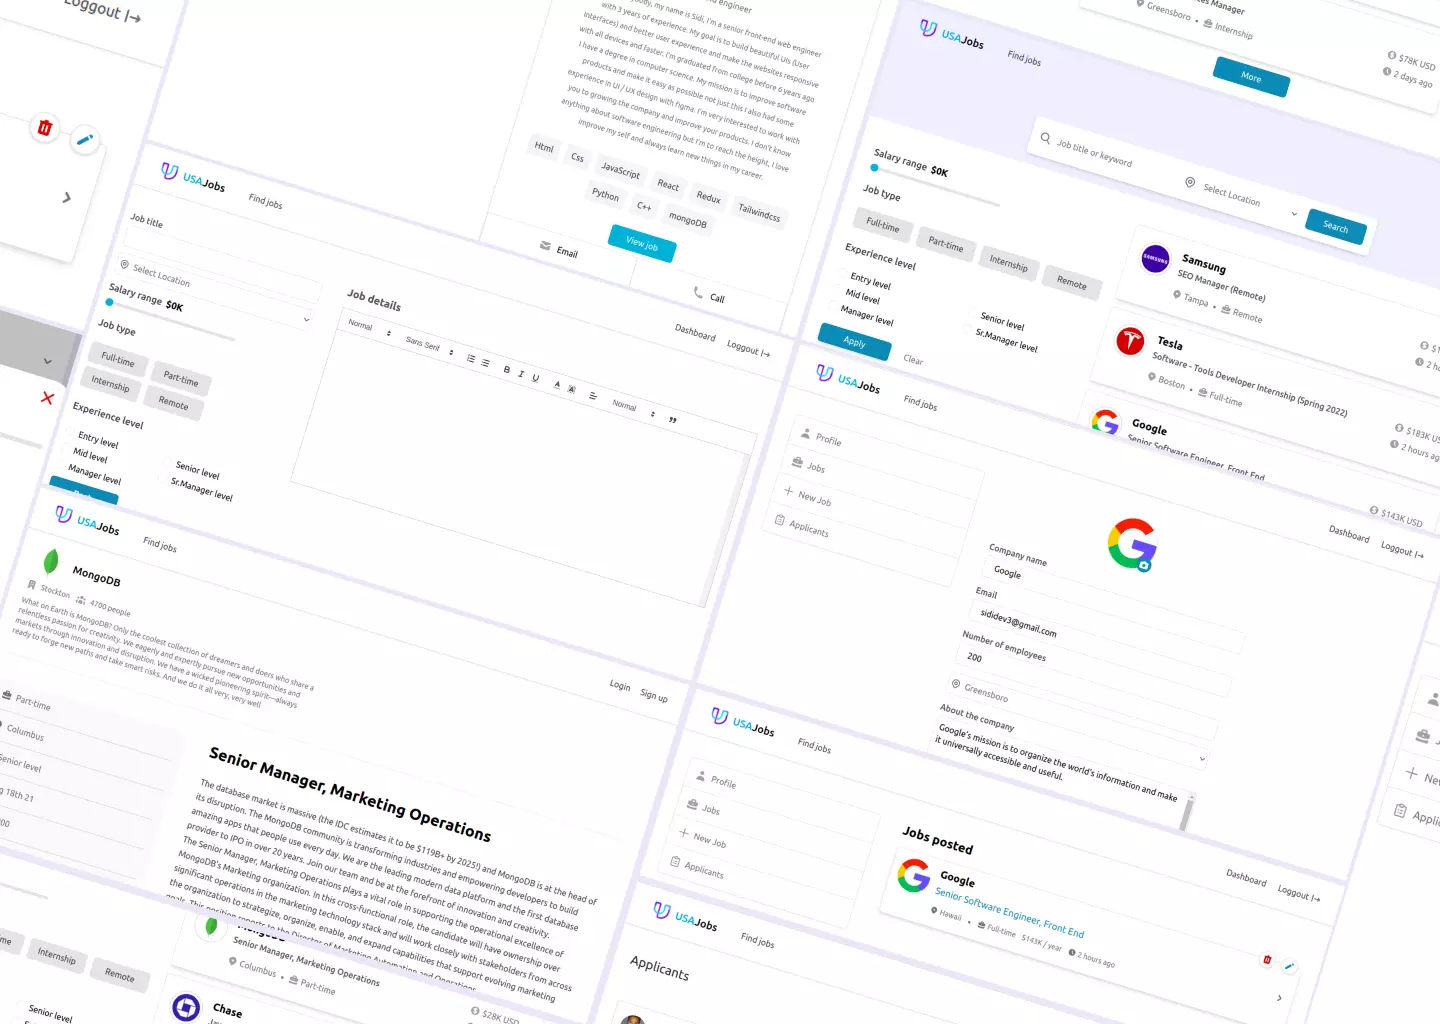 Loggout
USAJobs
Find jobs
Job title
Select Location
Salary range $0K
Job type
Full-time
Part-time
Internship
Remote
Experience level
Entry level
Mid level
Manager level
Senior level
Sr.Manager level
Job details
Normal
Sans Serif
B I U A A
Normal
Dashboard
Loggout
engineer
my name is Sidi, I'm a senior front-end web engineer
with 3 years of experience. My goal is to build beautiful UIs (User
Interfaces) and better user experience and make the websites responsive
with all devices and faster. I'm graduated from college before 6 years ago
I have a degree in computer science. My mission is to improve software
products and make it easy as possible not just this I also had some
experience in UI / UX design with figma. I'm very interested to work with
you to growing the company and improve your products. I don't know
anything about software engineering but I'm to reach the height, I love
improve my self and always learn new things in my career.
Html
Css
JavaScript
React
Redux
Tailwindcss
Python
C++
mongoDB
View job
Email
Call
Manager
Greensboro • Internship
$78K USD
2 days ago
More
USAJobs
Find jobs
Job title or keyword
Select Location
Search
Salary range $0K
Job type
Full-time
Part-time
Internship
Remote
Experience level
Entry level
Mid level
Manager level
Senior level
Sr.Manager level
Apply
Clear
Samsung
SEO Manager (Remote)
Tampa • Remote
Tesla
Software - Tools Developer Internship (Spring 2022)
Boston • Full-time
Google
Senior Software Engineer, Front End
$183K USD
2 hours ago
$143K USD
USAJobs
Find jobs
Dashboard
Loggout
Profile
Jobs
New Job
Applicants
Company name
Google
Email
sididev3@gmail.com
Number of employees
200
Greensboro
About the company
Google's mission is to organize the world's information and make
it universally accessible and useful.
USAJobs
Find jobs
Login
Sign up
MongoDB
Stockton
4700 people
What on Earth is MongoDB? Only the coolest collection of dreamers and doers who share a
relentless passion for creativity. We eagerly and expertly pursue new opportunities and
markets through innovation and disruption. We have a wicked pioneering spirit—always
ready to forge new paths and take smart risks. And we do it all very, very well
Part-time
Columbus
Senior level
18th 21
Senior Manager, Marketing Operations
The database market is massive (the IDC estimates it to be $119B+ by 2025!) and MongoDB is at the head of
its disruption. The MongoDB community is transforming industries and empowering developers to build
amazing apps that people use every day. We are the leading modern data platform and the first database
provider to IPO in over 20 years. Join our team and be at the forefront of innovation and creativity.
The Senior Manager, Marketing Operations plays a vital role in supporting the operational excellence of
MongoDB's Marketing organization. In this cross-functional role, the candidate will have ownership over
significant operations in the marketing technology stack and will work closely with stakeholders from across
the organization to strategize, organize, enable, and expand capabilities that support evolving marketing
goals. This position reports to the Director of Marketing Automation and Operations.
USAJobs
Find jobs
Dashboard
Loggout
Profile
Jobs
New Job
Applicants
Jobs posted
Google
Senior Software Engineer, Front End
Hawaii • Full-time $143K / year 2 hours ago
USAJobs
Find jobs
Applicants
Internship
Remote
Senior level
MongoDB
Senior Manager, Marketing Operations
Columbus • Part-time
Chase
$28K USD